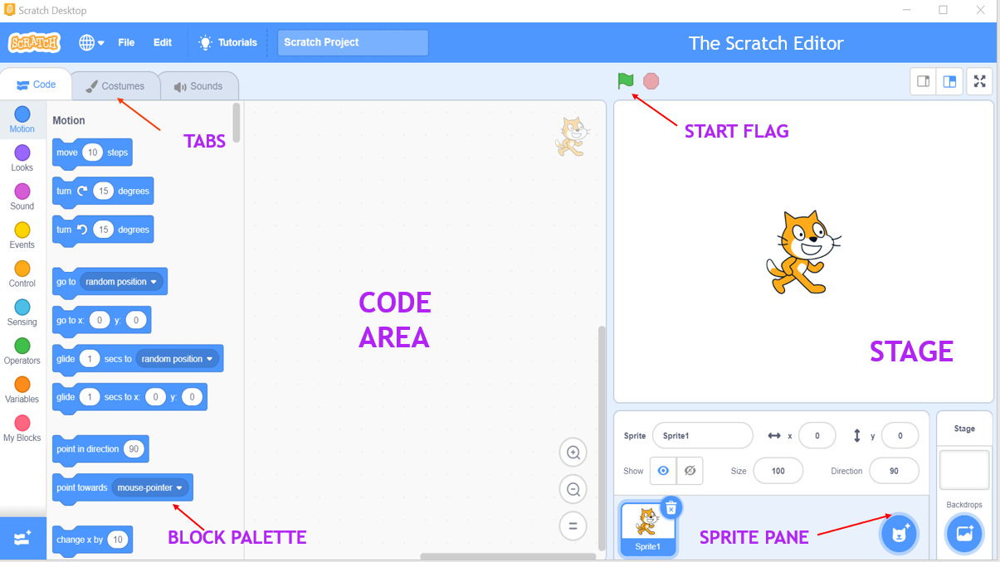 Scratch Desktop
SCRATCH
File
Edit
Tutorials
Scratch Project
The Scratch Editor
Code
Costumes
Sounds
TABS
START FLAG
Motion
Looks
Sound
Events
Control
Sensing
Operators
Variables
My Blocks
Motion
move 10 steps
turn 15 degrees
turn 15 degrees
go to random position
go to x: 0 y: 0
glide 1 secs to random position
glide 1 secs to x: 0 y: 0
point in direction 90
point towards mouse-pointer
change x by 10
BLOCK PALETTE
CODE
AREA
STAGE
Sprite Sprite1 x 0 y 0
Show Size 100 Direction 90
Sprite1
SPRITE PANE
Stage
Backdrops